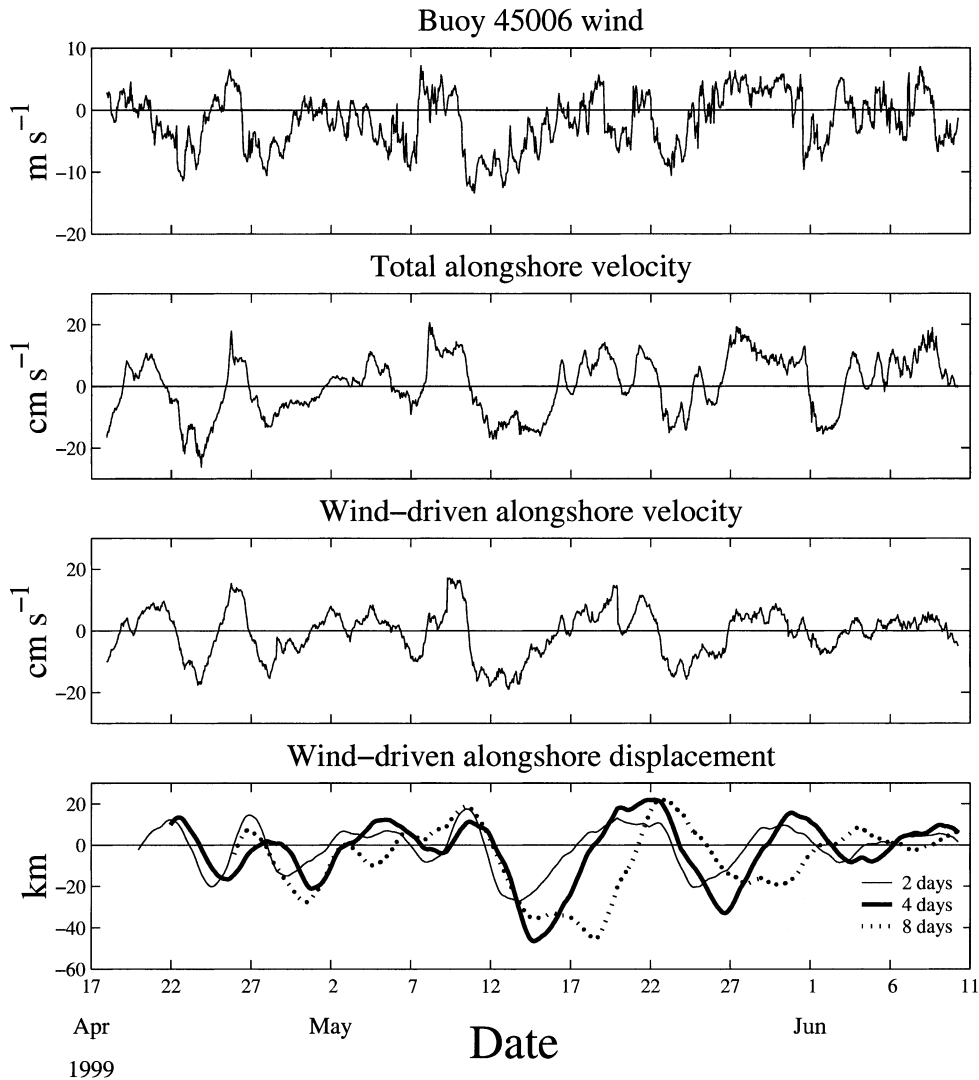 Buoy 45006 wind
10
0
−10
−20
m s−1
Total alongshore velocity
20
0
−20
cm s−1
Wind−driven alongshore velocity
20
0
−20
cm s−1
Wind−driven alongshore displacement
20
0
−20
−40
−60
km
2 days
4 days
8 days
17 22 27 2 7 12 17 22 27 1 6 11
Apr May Jun
Date
1999